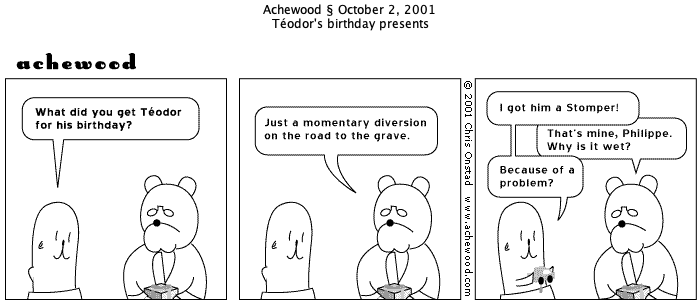 Achewood § October 2, 2001
Téodor's birthday presents
achewood
What did you get Téodor
for his birthday?
Just a momentary diversion
on the road to the grave.
© 2001 Chris Onstad www.achewood.com
I got him a Stomper!
That's mine, Philippe.
Why is it wet?
Because of a
problem?